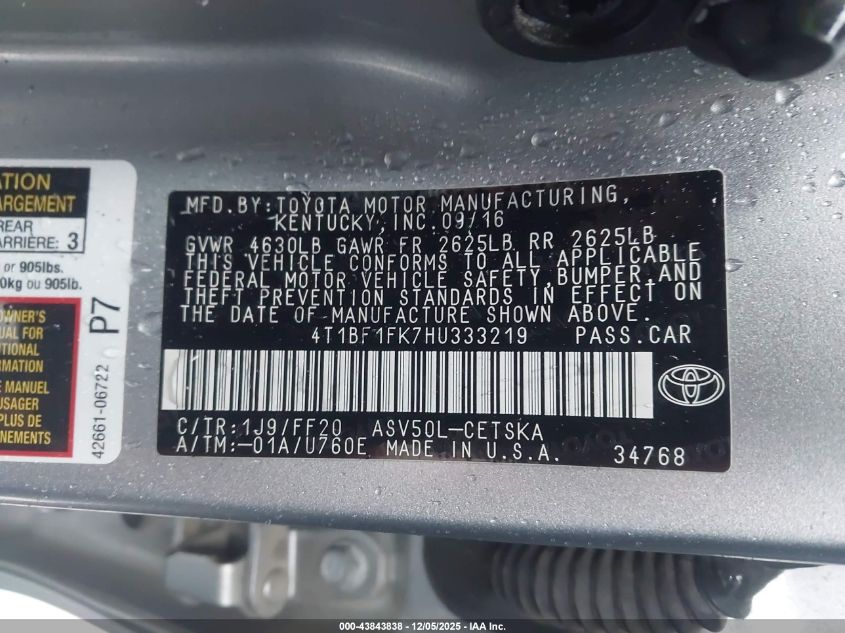 ATION
ARGEMENT
REAR
ARRIÈRE: 3
or 905lbs.
0kg ou 905lb.
OWNER'S
UAL FOR
TIONAL
RMATION
E MANUEL
USAGER
PLUS DE
NEMENTS
42661-06722 P7
MFD.BY:TOYOTA MOTOR MANUFACTURING,
KENTUCKY,INC.09/16
GVWR 4630LB GAWR FR 2625LB RR 2625LB
THIS VEHICLE CONFORMS TO ALL APPLICABLE
FEDERAL MOTOR VEHICLE SAFETY,BUMPER,AND
THEFT PREVENTION STANDARDS IN EFFECT ON
THE DATE OF MANUFACTURE SHOWN ABOVE.
4T1BF1FK7HU333219 PASS.CAR
C/TR:1J9/FF20 ASV50L-CETSKA
A/TM:-01A/U760E MADE IN U.S.A. 34768
000-43843838 - 12/05/2025 - IAA Inc.